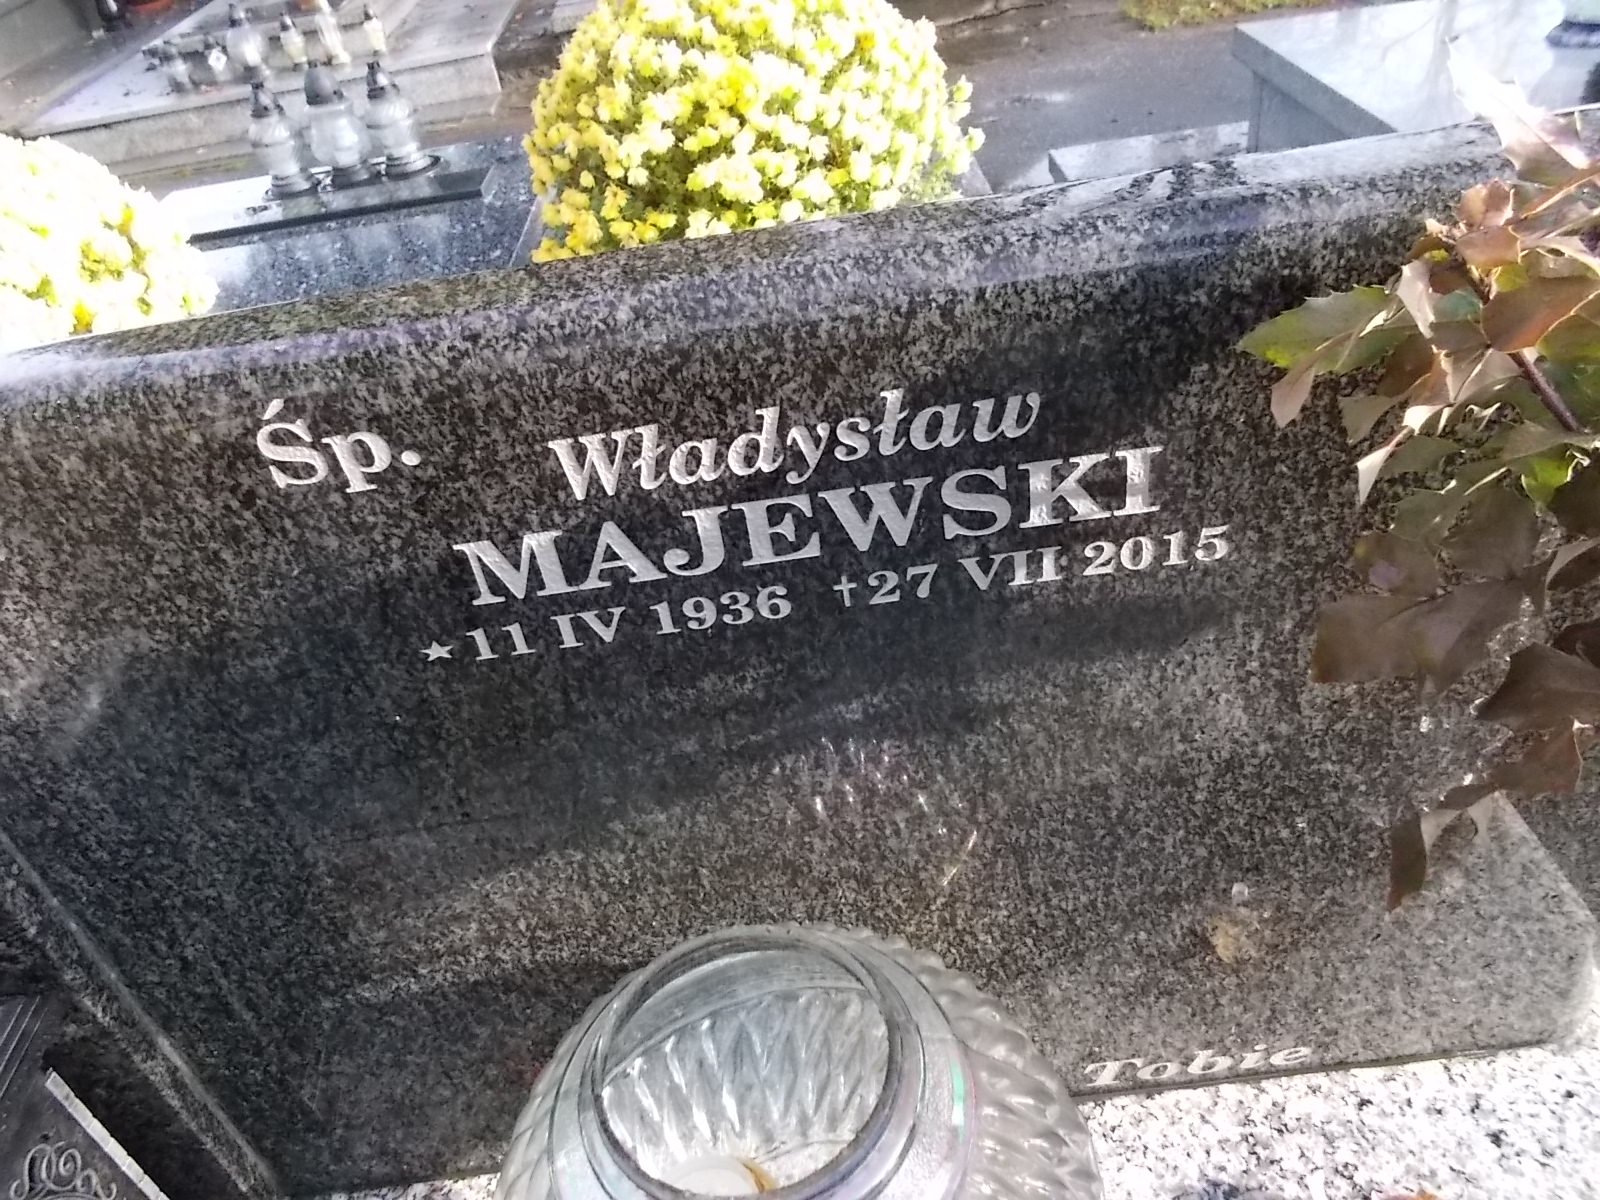 Śp. Władysław
MAJEWSKI
★11 IV 1936 †27 VII 2015
Tobie